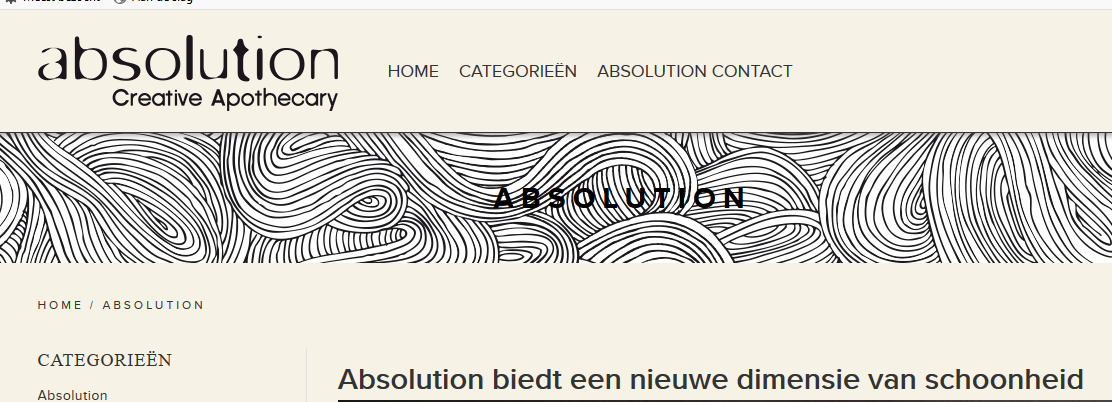 absolution
Creative Apothecary
HOME CATEGORIEËN ABSOLUTION CONTACT
ABSOLUTION
HOME / ABSOLUTION
CATEGORIEËN
Absolution
Absolution biedt een nieuwe dimensie van schoonheid